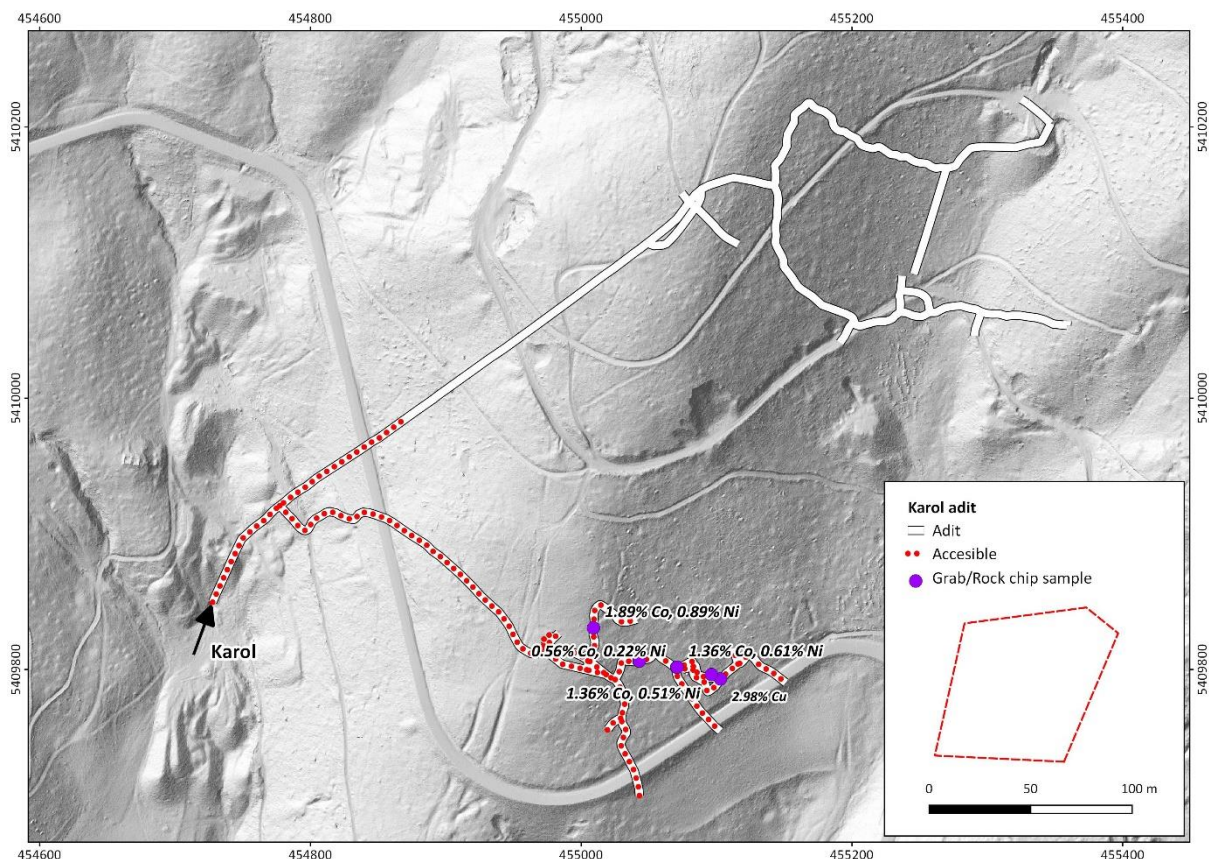 454600 454800 455000 455200 455400
5410200 5410200
5410000 5410000
Karol adit
Adit
Accesible
Grab/Rock chip sample
1.89% Co, 0.89% Ni
Karol
0.56% Co, 0.22% Ni 1.36% Co, 0.61% Ni
5409800 5409800
1.36% Co, 0.51% Ni 2.98% Cu
0 50 100 m
454600 454800 455000 455200 455400